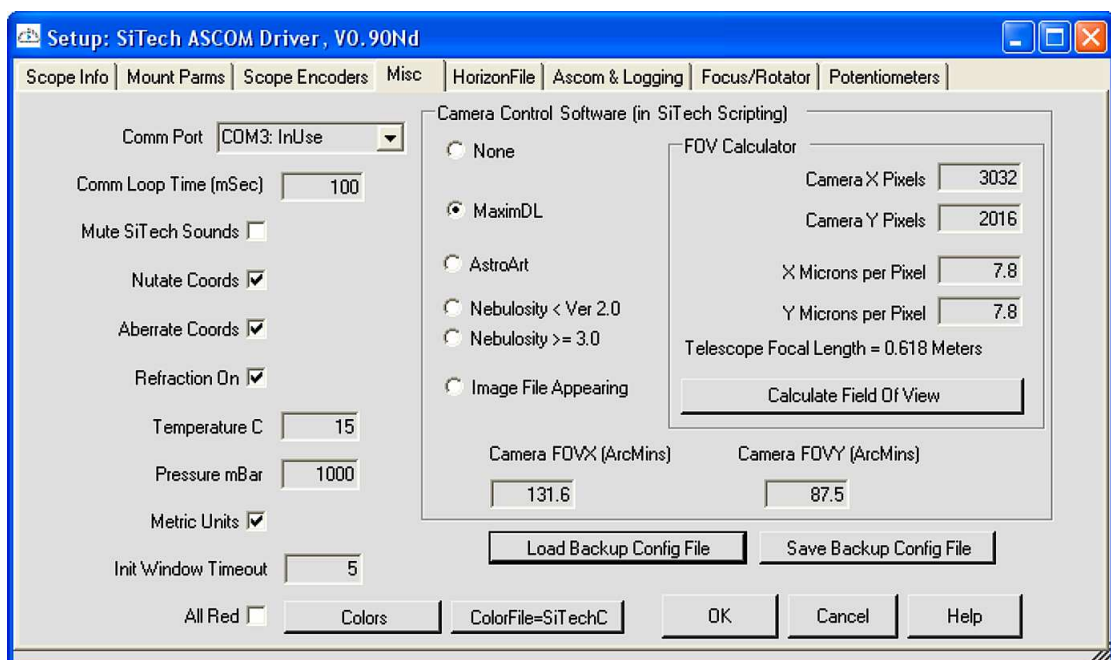 Setup: SiTech ASCOM Driver, V0.90Nd
Scope Info Mount Parms Scope Encoders Misc HorizonFile Ascom & Logging Focus/Rotator Potentiometers
Comm Port COM3: InUse
Comm Loop Time (mSec) 100
Mute SiTech Sounds
Nutate Coords
Aberrate Coords
Refraction On
Temperature C 15
Pressure mBar 1000
Metric Units
Init Window Timeout 5
All Red Colors ColorFile=SiTechC
Camera Control Software (in SiTech Scripting)
None
MaximDL
AstroArt
Nebulosity < Ver 2.0
Nebulosity >= 3.0
Image File Appearing
FOV Calculator
Camera X Pixels 3032
Camera Y Pixels 2016
X Microns per Pixel 7.8
Y Microns per Pixel 7.8
Telescope Focal Length = 0.618 Meters
Calculate Field Of View
Camera FOVX (ArcMins) Camera FOVY (ArcMins)
131.6 87.5
Load Backup Config File Save Backup Config File
OK Cancel Help